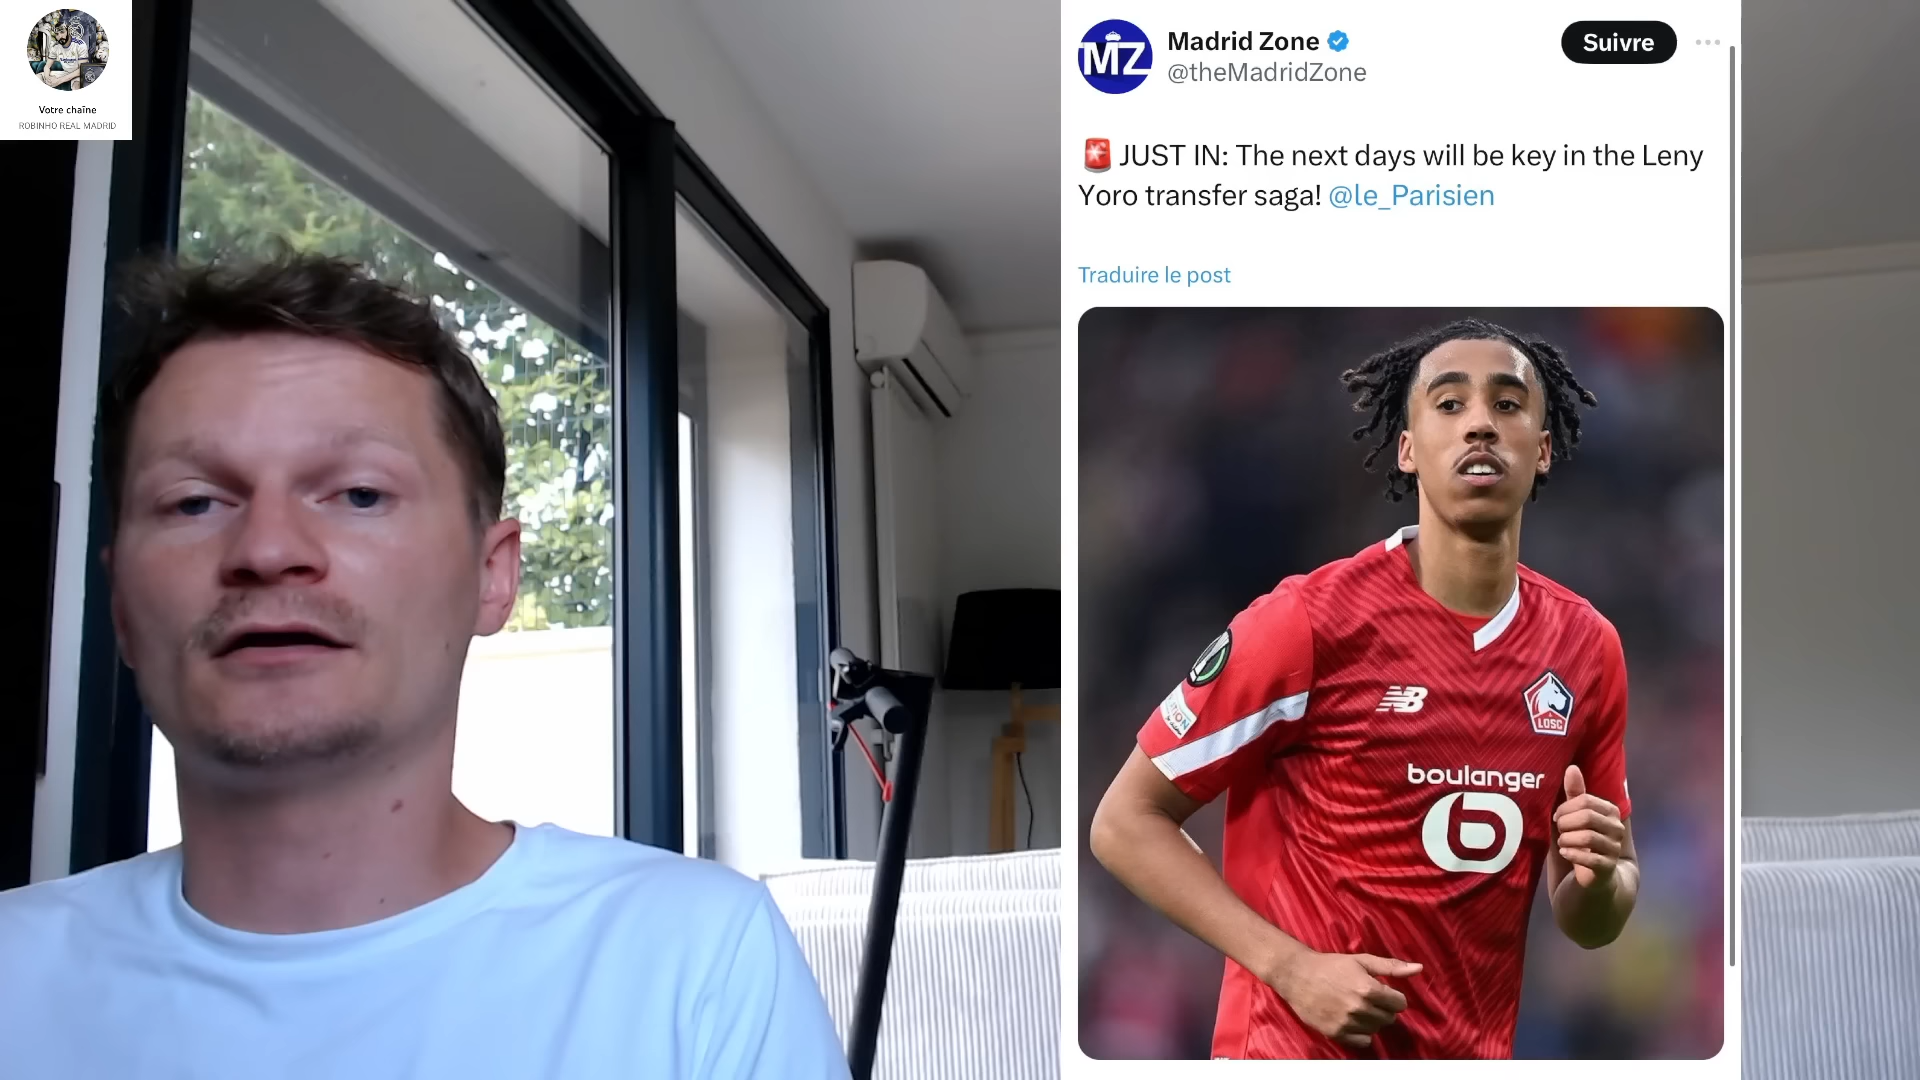 Votre chaîne
ROBINHO REAL MADRID
MZ
Madrid Zone
@theMadridZone
Suivre
🚨JUST IN: The next days will be key in the Leny
Yoro transfer saga! @le_Parisien
Traduire le post
NB
LOSC
boulanger
b